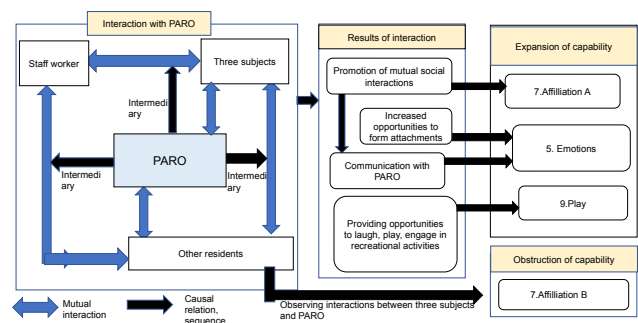 Interaction with PARO
Staff worker
Three subjects
Intermedi
ary
PARO
Intermedi
ary
Intermedi
ary
Other residents
Results of interaction
Promotion of mutual social
interactions
Increased
opportunities to
form attachments
Communication with
PARO
Providing opportunities
to laugh, play, engage in
recreational activities
Expansion of capability
7.Affilliation A
5. Emotions
9.Play
Obstruction of capability
7.Affilliation B
Mutual
interaction
Causal
relation,
sequence
Observing interactions between three subjects
and PARO